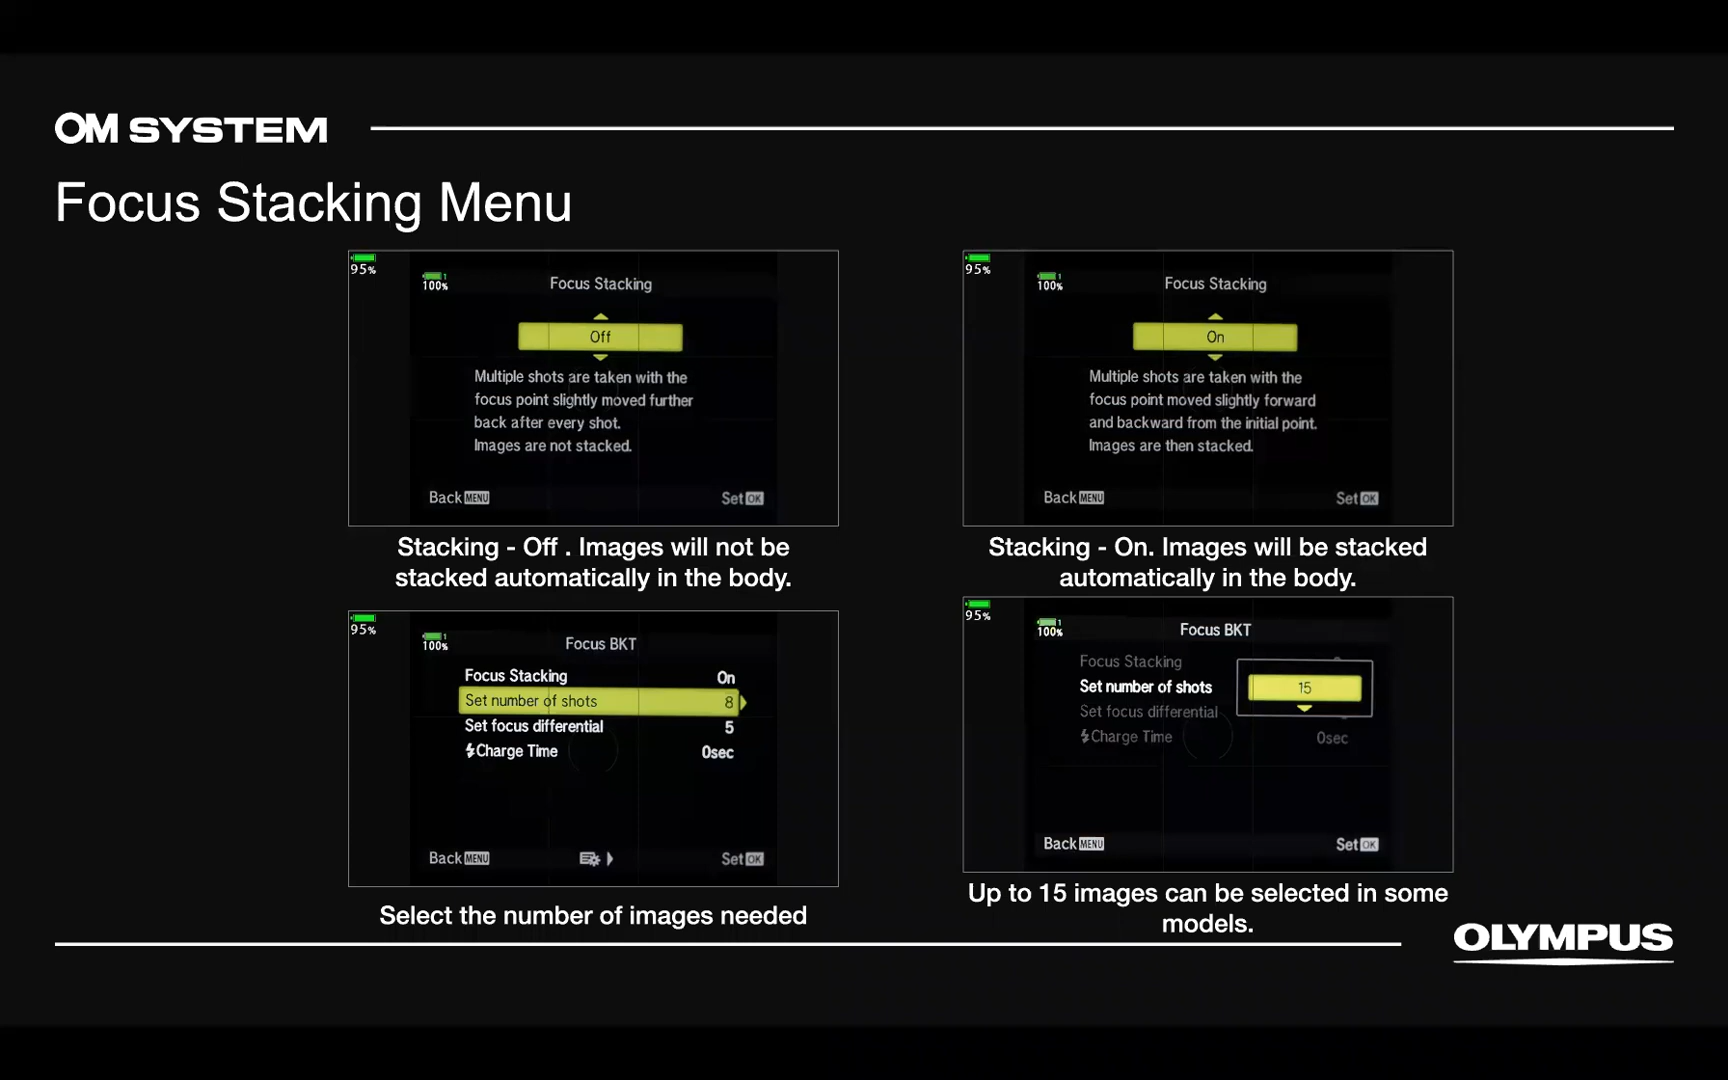 OM SYSTEM
Focus Stacking Menu
95%
1
100%
Focus Stacking
Off
Multiple shots are taken with the
focus point slightly moved further
back after every shot.
Images are not stacked.
Back MENU
Set OK
Stacking - Off . Images will not be
stacked automatically in the body.
95%
1
100%
Focus Stacking
On
Multiple shots are taken with the
focus point moved slightly forward
and backward from the initial point.
Images are then stacked.
Back MENU
Set OK
Stacking - On. Images will be stacked
automatically in the body.
95%
1
100%
Focus BKT
Focus Stacking On
Set number of shots 8
Set focus differential 5
Charge Time 0sec
Back MENU
Set OK
Select the number of images needed
95%
1
100%
Focus BKT
Focus Stacking
Set number of shots 15
Set focus differential
Charge Time 0sec
Back MENU
Set OK
Up to 15 images can be selected in some
models.
OLYMPUS